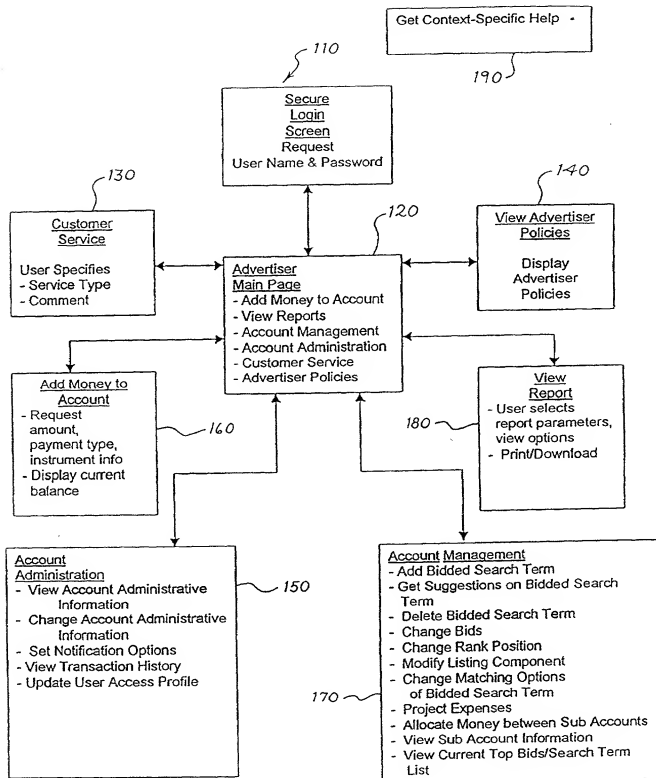 Get Context-Specific Help -
190
110
Secure
Login
Screen
Request
User Name & Password
130
Customer
Service
User Specifies
- Service Type
- Comment
120
Advertiser
Main Page
- Add Money to Account
- View Reports
- Account Management
- Account Administration
- Customer Service
- Advertiser Policies
140
View Advertiser
Policies
Display
Advertiser
Policies
Add Money to
Account
- Request
amount,
payment type,
instrument info
- Display current
balance
160
View
Report
- User selects
report parameters,
view options
- Print/Download
180
Account
Administration
- View Account Administrative
Information
- Change Account Administrative
Information
- Set Notification Options
- View Transaction History
- Update User Access Profile
150
Account Management
- Add Bidded Search Term
- Get Suggestions on Bidded Search
Term
- Delete Bidded Search Term
- Change Bids
- Change Rank Position
- Modify Listing Component
- Change Matching Options
of Bidded Search Term
- Project Expenses
- Allocate Money between Sub Accounts
- View Sub Account Information
- View Current Top Bids/Search Term
List
170